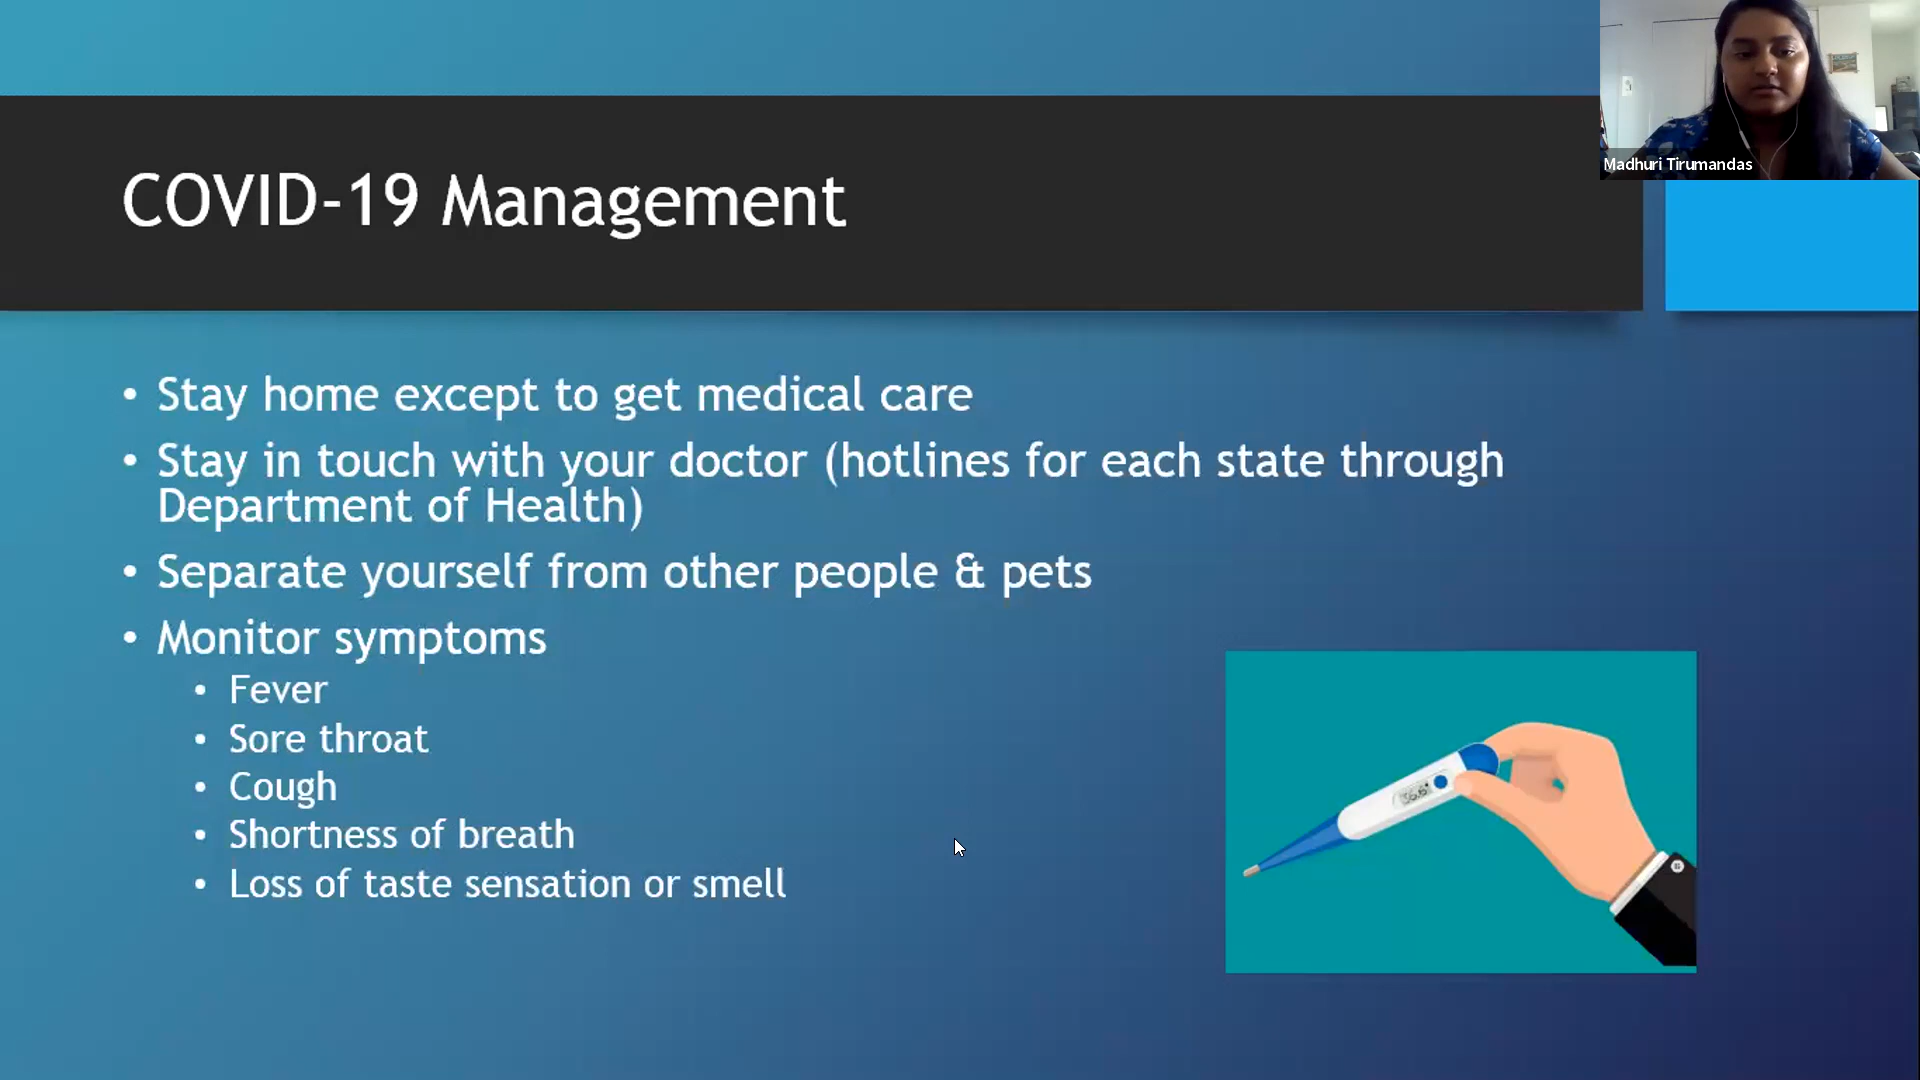 Madhuri Tirumandas
COVID-19 Management
• Stay home except to get medical care
• Stay in touch with your doctor (hotlines for each state through
Department of Health)
• Separate yourself from other people & pets
• Monitor symptoms
• Fever
• Sore throat
• Cough
• Shortness of breath
• Loss of taste sensation or smell